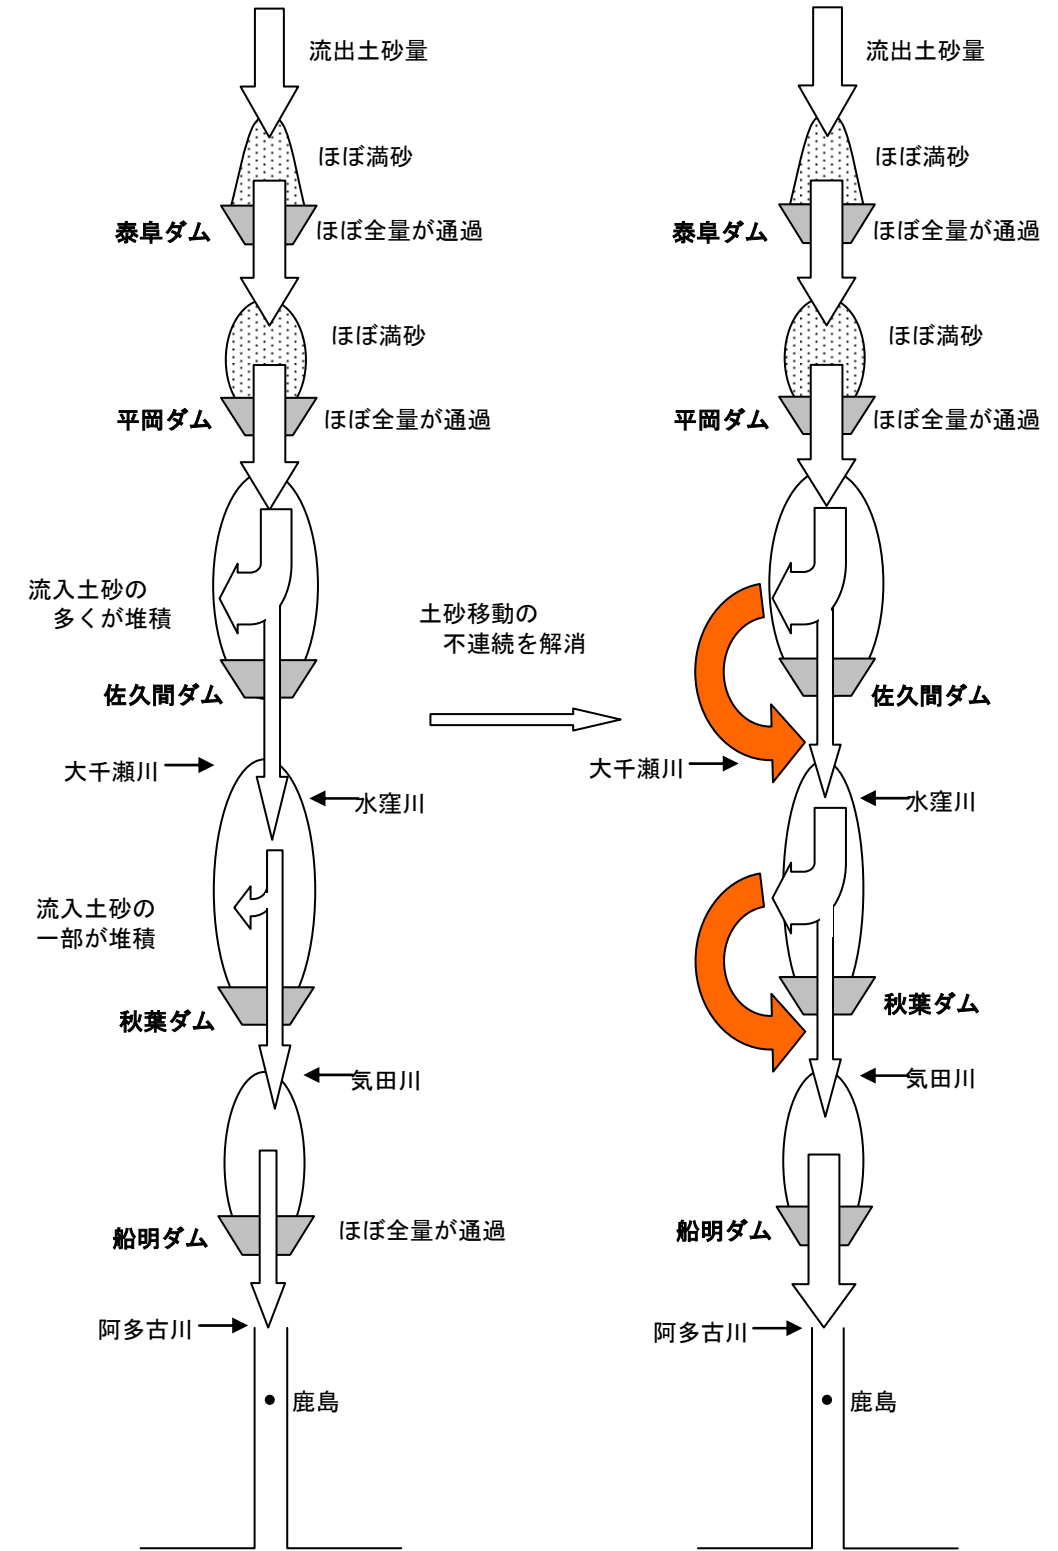 流出土砂量
ほぼ満砂
泰阜ダム
ほぼ全量が通過
ほぼ満砂
平岡ダム
ほぼ全量が通過
流入土砂の
多くが堆積
佐久間ダム
大千瀬川
水窪川
流入土砂の
一部が堆積
秋葉ダム
気田川
船明ダム
ほぼ全量が通過
阿多古川
鹿島
土砂移動の
不連続を解消
流出土砂量
ほぼ満砂
泰阜ダム
ほぼ全量が通過
ほぼ満砂
平岡ダム
ほぼ全量が通過
佐久間ダム
大千瀬川
水窪川
秋葉ダム
気田川
船明ダム
阿多古川
鹿島